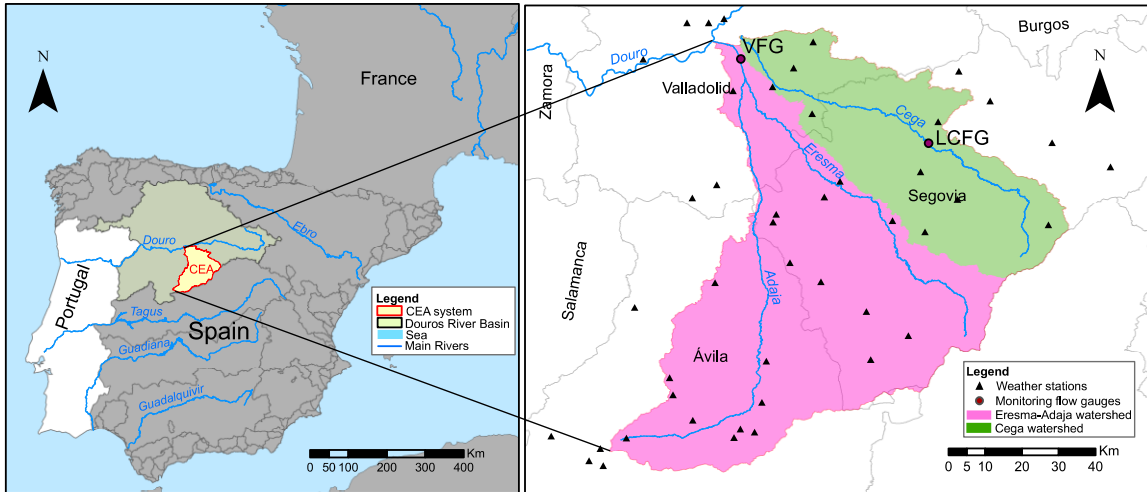 France
N
Douro
Ebro
CEA
Portugal
Tagus
Spain
Guadiana
Guadalquivir
Legend
CEA system
Douros River Basin
Sea
Main Rivers
Km
0 50 100 200 300 400
Burgos
VFG
Douro
N
Zamora
Valladolid
Cega
LCFG
Eresma
Segovia
Salamanca
Adaja
Ávila
Legend
Weather stations
Monitoring flow gauges
Eresma-Adaja watershed
Cega watershed
Km
0 5 10 20 30 40